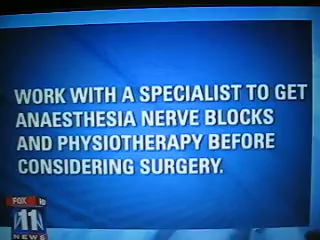 WORK WITH A SPECIALIST TO GET
ANAESTHESIA NERVE BLOCKS
AND PHYSIOTHERAPY BEFORE
CONSIDERING SURGERY.
FOX
11
NEWS